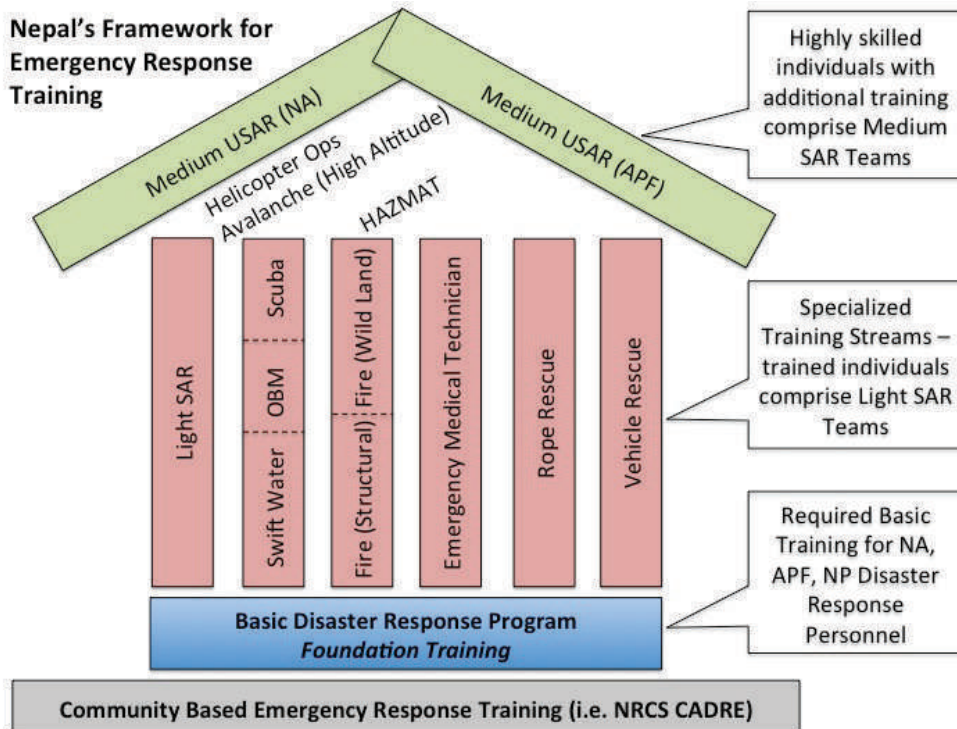 Nepal's Framework for
Emergency Response
Training
Medium USAR (NA)
Medium USAR (APF)
Helicopter Ops
Avalanche (High Altitude)
HAZMAT
Highly skilled
individuals with
additional training
comprise Medium
SAR Teams
Light SAR
Scuba
OBM
Swift Water
Fire (Wild Land)
Fire (Structural)
Emergency Medical Technician
Rope Rescue
Vehicle Rescue
Specialized
Training Streams –
trained individuals
comprise Light SAR
Teams
Basic Disaster Response Program
Foundation Training
Required Basic
Training for NA,
APF, NP Disaster
Response
Personnel
Community Based Emergency Response Training (i.e. NRCS CADRE)